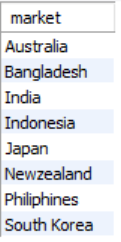 market
Australia
Bangladesh
India
Indonesia
Japan
Newzealand
Philiphines
South Korea